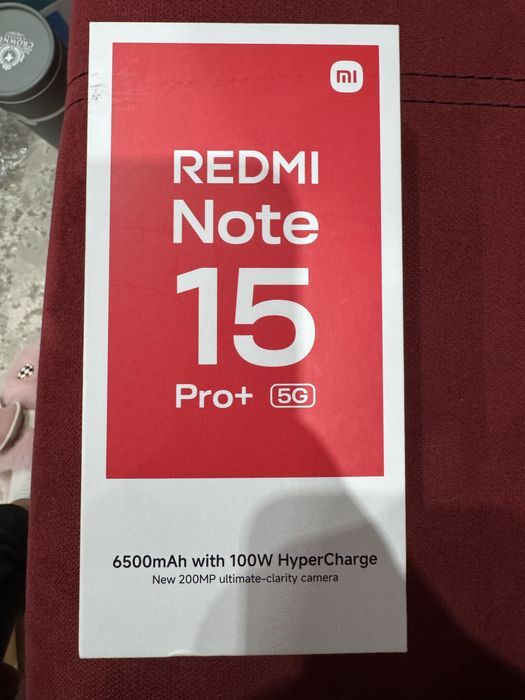 mi
REDMI
Note
15
Pro+ 5G
6500mAh with 100W HyperCharge
New 200MP ultimate-clarity camera